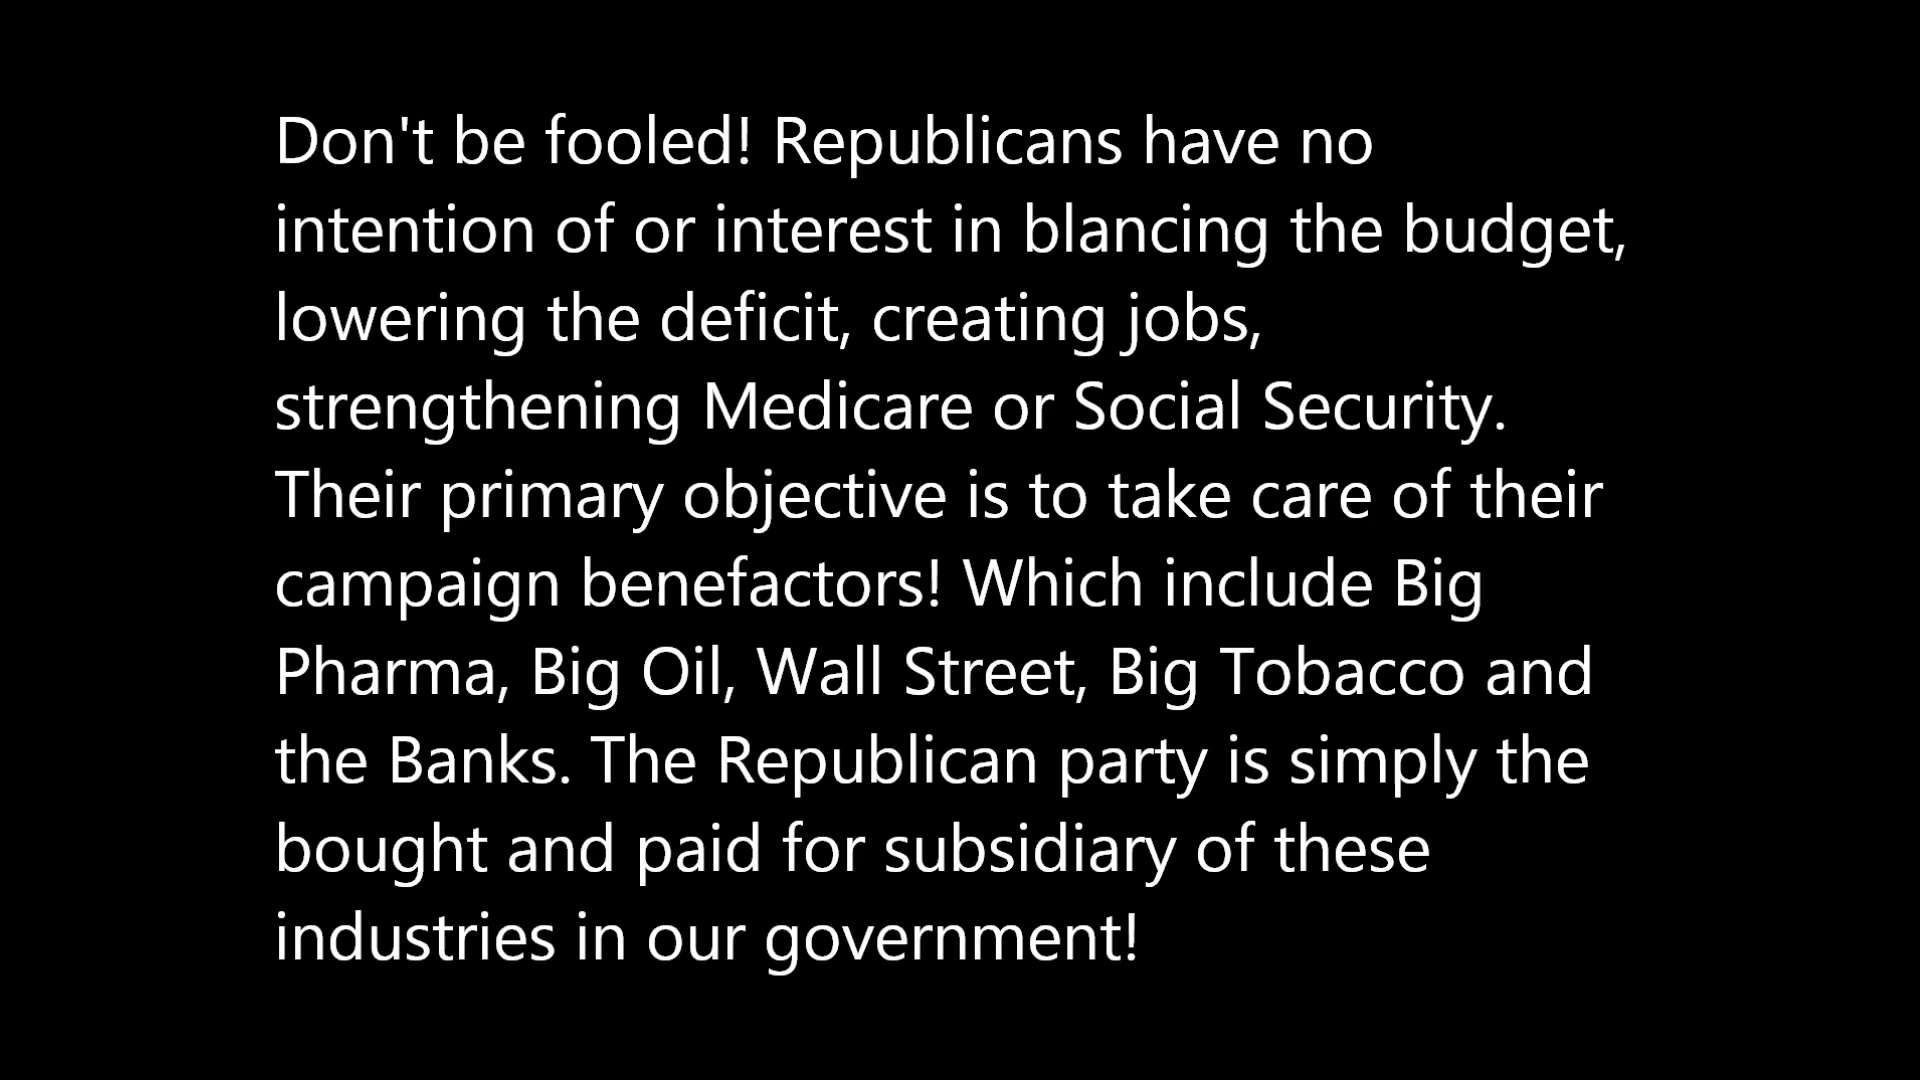 Don't be fooled! Republicans have no
intention of or interest in blancing the budget,
lowering the deficit, creating jobs,
strengthening Medicare or Social Security.
Their primary objective is to take care of their
campaign benefactors! Which include Big
Pharma, Big Oil, Wall Street, Big Tobacco and
the Banks. The Republican party is simply the
bought and paid for subsidiary of these
industries in our government!